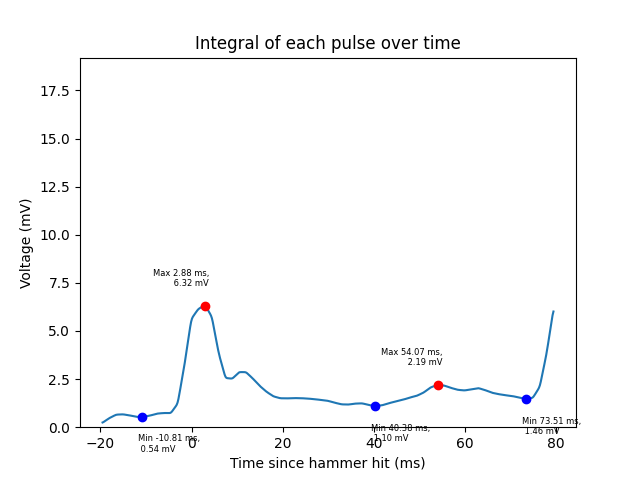 Integral of each pulse over time
17.5
15.0
12.5
10.0
7.5
5.0
2.5
0.0
Voltage (mV)
Max 2.88 ms,
6.32 mV
Max 54.07 ms,
2.19 mV
Min -10.81 ms,
0.54 mV
Min 40.38 ms,
1.10 mV
Min 73.51 ms,
1.46 mV
−20
0
20
40
60
80
Time since hammer hit (ms)